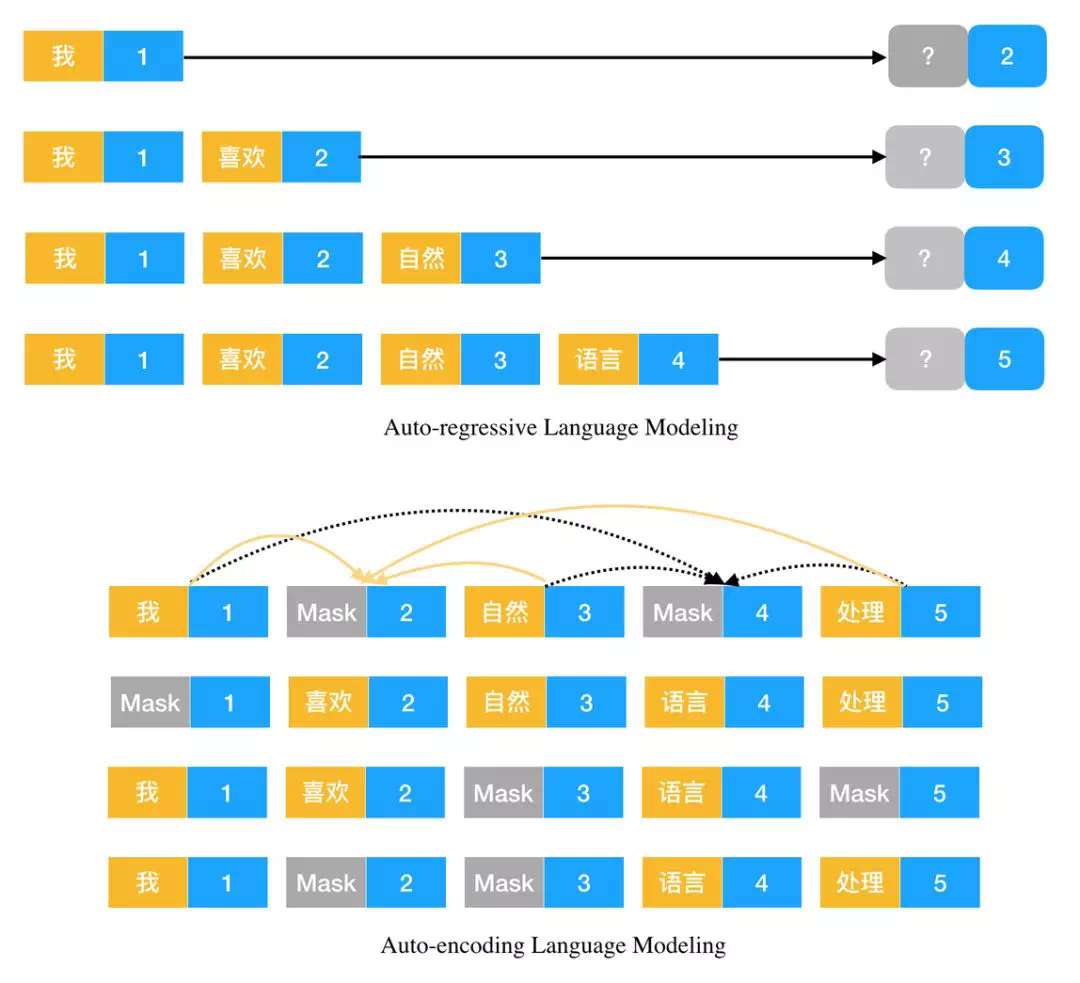 我 1 ? 2
我 1 喜欢 2 ? 3
我 1 喜欢 2 自然 3 ? 4
我 1 喜欢 2 自然 3 语言 4 ? 5
Auto-regressive Language Modeling
我 1 Mask 2 自然 3 Mask 4 处理 5
Mask 1 喜欢 2 自然 3 语言 4 处理 5
我 1 喜欢 2 Mask 3 语言 4 Mask 5
我 1 Mask 2 Mask 3 语言 4 处理 5
Auto-encoding Language Modeling